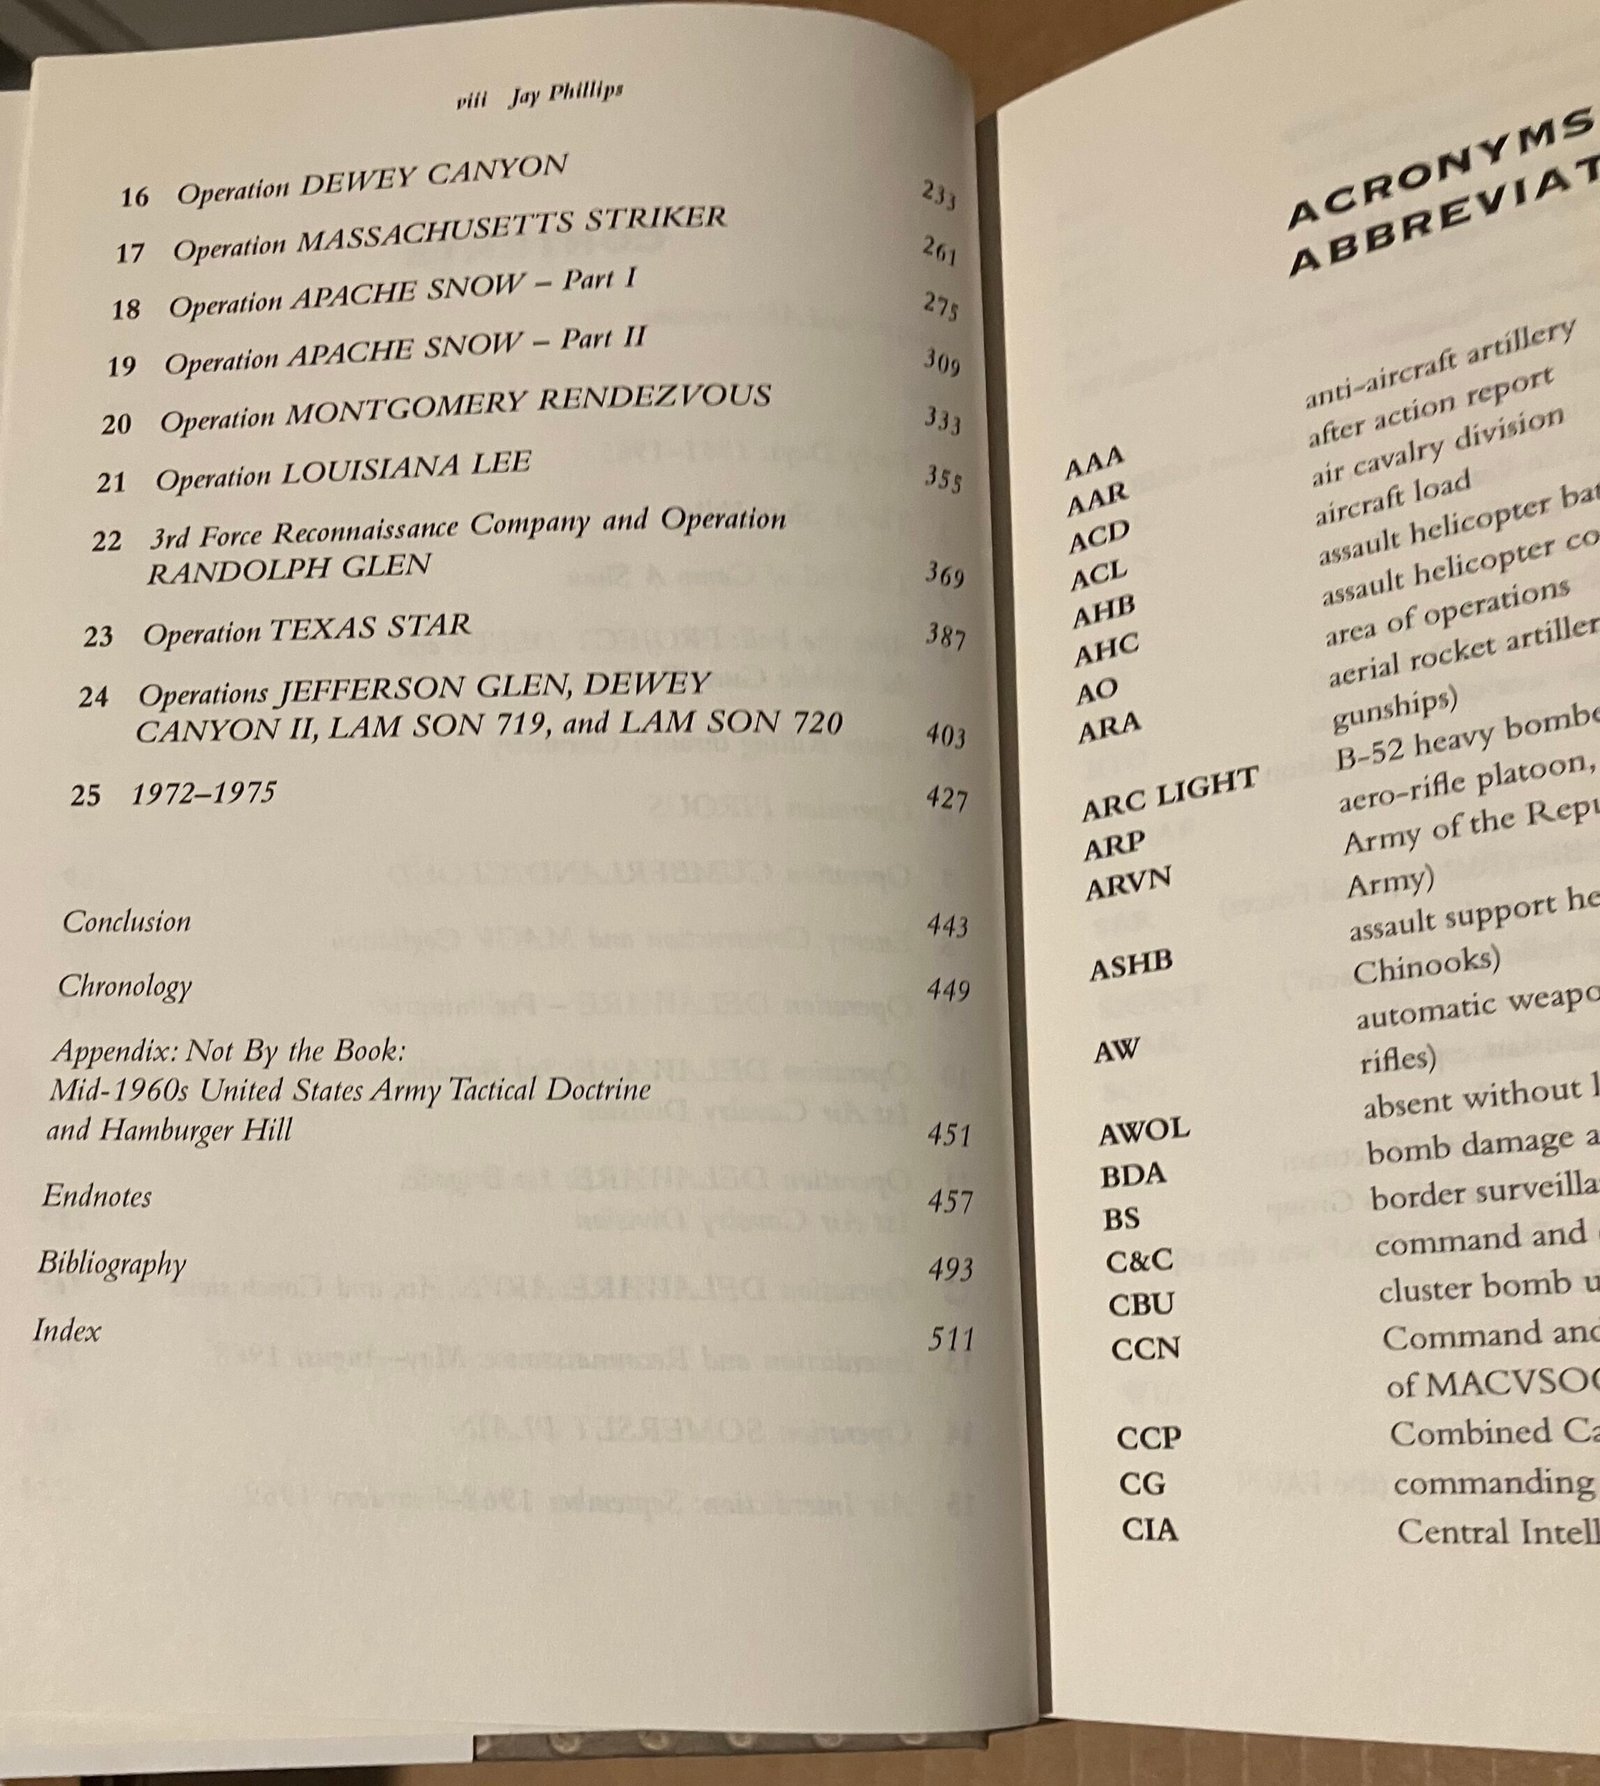 viii Jay Phillips
16 Operation DEWEY CANYON 233
17 Operation MASSACHUSETTS STRIKER 261
18 Operation APACHE SNOW – Part I 275
19 Operation APACHE SNOW – Part II 309
20 Operation MONTGOMERY RENDEZVOUS 333
21 Operation LOUISIANA LEE 355
22 3rd Force Reconnaissance Company and Operation
RANDOLPH GLEN 369
23 Operation TEXAS STAR 387
24 Operations JEFFERSON GLEN, DEWEY
CANYON II, LAM SON 719, and LAM SON 720 403
25 1972–1975 427
Conclusion 443
Chronology 449
Appendix: Not By the Book:
Mid-1960s United States Army Tactical Doctrine
and Hamburger Hill 451
Endnotes 457
Bibliography 493
Index 511
ACRONYMS
ABBREVIAT
AAA anti-aircraft artillery
AAR after action report
ACD air cavalry division
ACL aircraft load
AHB assault helicopter bat
AHC assault helicopter co
AO area of operations
ARA aerial rocket artiller
gunships)
ARC LIGHT B-52 heavy bombe
ARP aero-rifle platoon,
ARVN Army of the Repu
Army)
ASHB assault support he
Chinooks)
AW automatic weapo
rifles)
AWOL absent without l
BDA bomb damage a
BS border surveilla
C&C command and
CBU cluster bomb u
CCN Command and
of MACVSOG
CCP Combined Ca
CG commanding
CIA Central Intell